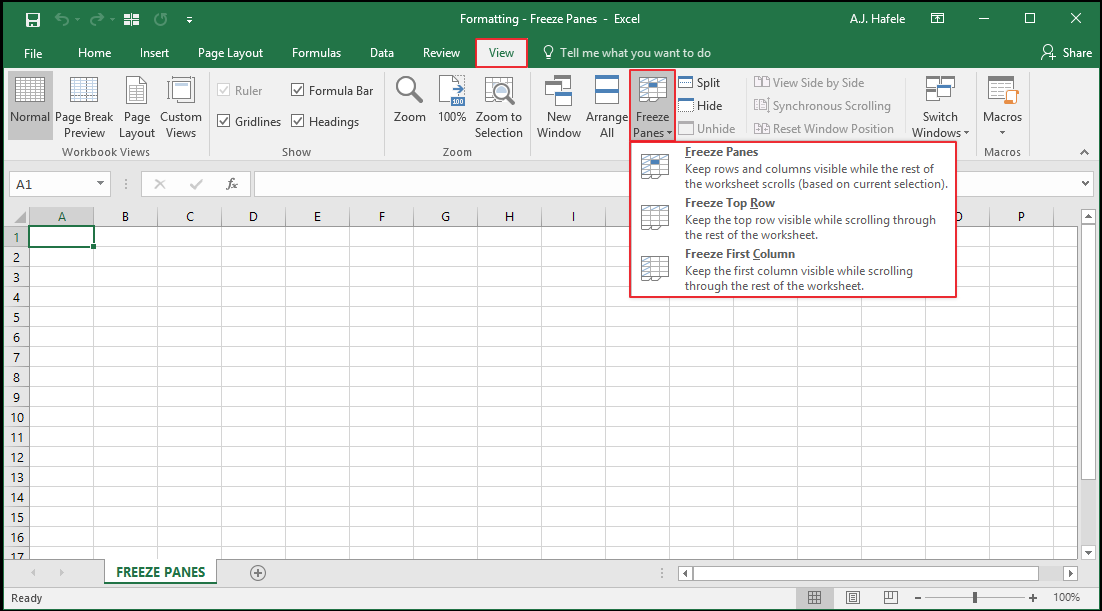 Formatting - Freeze Panes - Excel
A.J. Hafele
File Home Insert Page Layout Formulas Data Review View Tell me what you want to do Share
Normal
Page Break Preview
Page Layout
Custom Views
Workbook Views
Ruler
Formula Bar
Gridlines
Headings
Show
Zoom
100
100%
Zoom to Selection
Zoom
New Window
Arrange All
Freeze Panes
Split
Hide
Unhide
View Side by Side
Synchronous Scrolling
Reset Window Position
Switch Windows
Macros
Macros
Freeze Panes
Keep rows and columns visible while the rest of
the worksheet scrolls (based on current selection).
Freeze Top Row
Keep the top row visible while scrolling through
the rest of the worksheet.
Freeze First Column
Keep the first column visible while scrolling
through the rest of the worksheet.
A1
fx
A B C D E F G H I O P
1
2
3
4
5
6
7
8
9
10
11
12
13
14
15
16
17
FREEZE PANES
Ready
100%